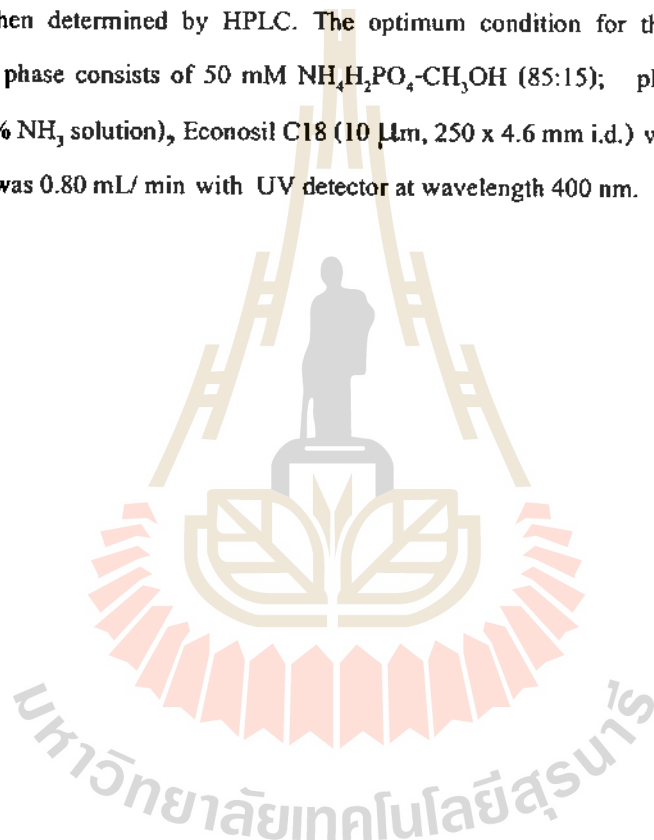 hen determined by HPLC. The optimum condition for th
phase consists of 50 mM NH₄H₂PO₄-CH₃OH (85:15); p
% NH₃ solution), Econosil C18 (10 µm, 250 x 4.6 mm i.d.) v
was 0.80 mL/ min with UV detector at wavelength 400 nm.
มหาวิทยาลัยเทคโนโลยีสุรนารี